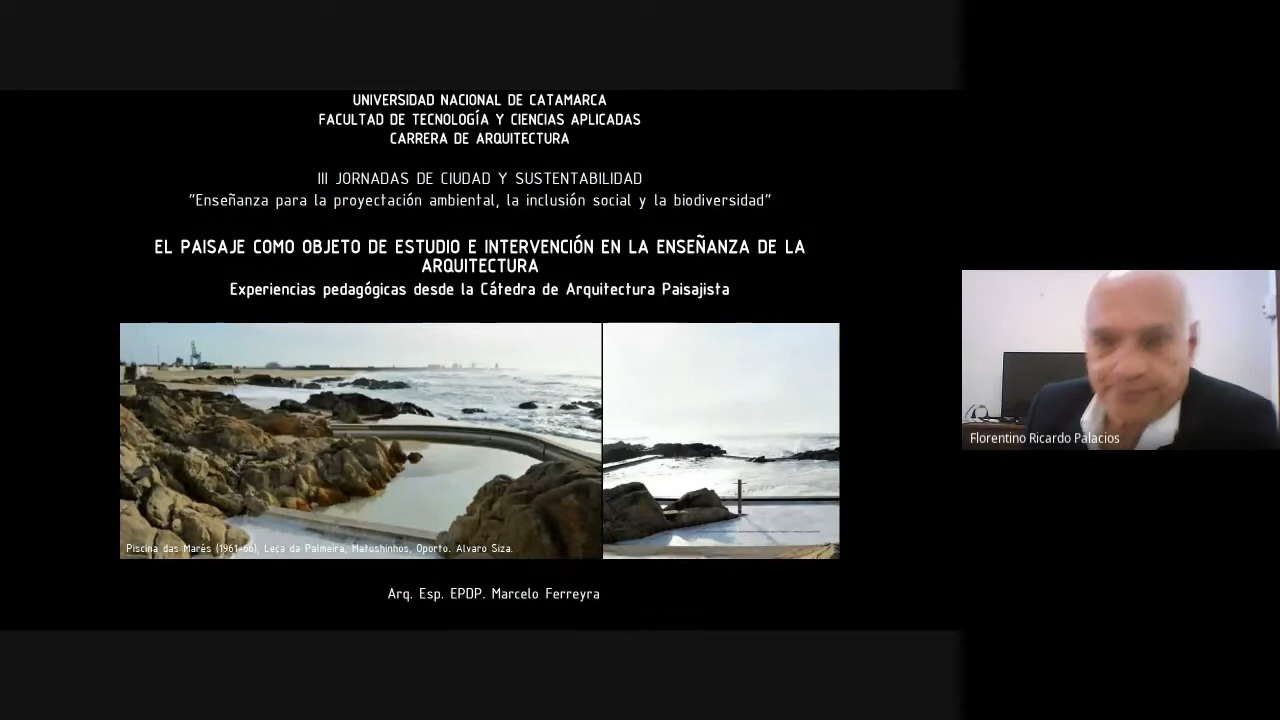 UNIVERSIDAD NACIONAL DE CATAMARCA
FACULTAD DE TECNOLOGÍA Y CIENCIAS APLICADAS
CARRERA DE ARQUITECTURA
III JORNADAS DE CIUDAD Y SUSTENTABILIDAD
"Enseñanza para la proyectación ambiental, la inclusión social y la biodiversidad"
EL PAISAJE COMO OBJETO DE ESTUDIO E INTERVENCIÓN EN LA ENSEÑANZA DE LA
ARQUITECTURA
Experiencias pedagógicas desde la Cátedra de Arquitectura Paisajista
Piscina das Marés (1961-66), Leça da Palmeira, Matoshinhos, Oporto. Alvaro Siza.
Arq. Esp. EPDP. Marcelo Ferreyra
Florentino Ricardo Palacios